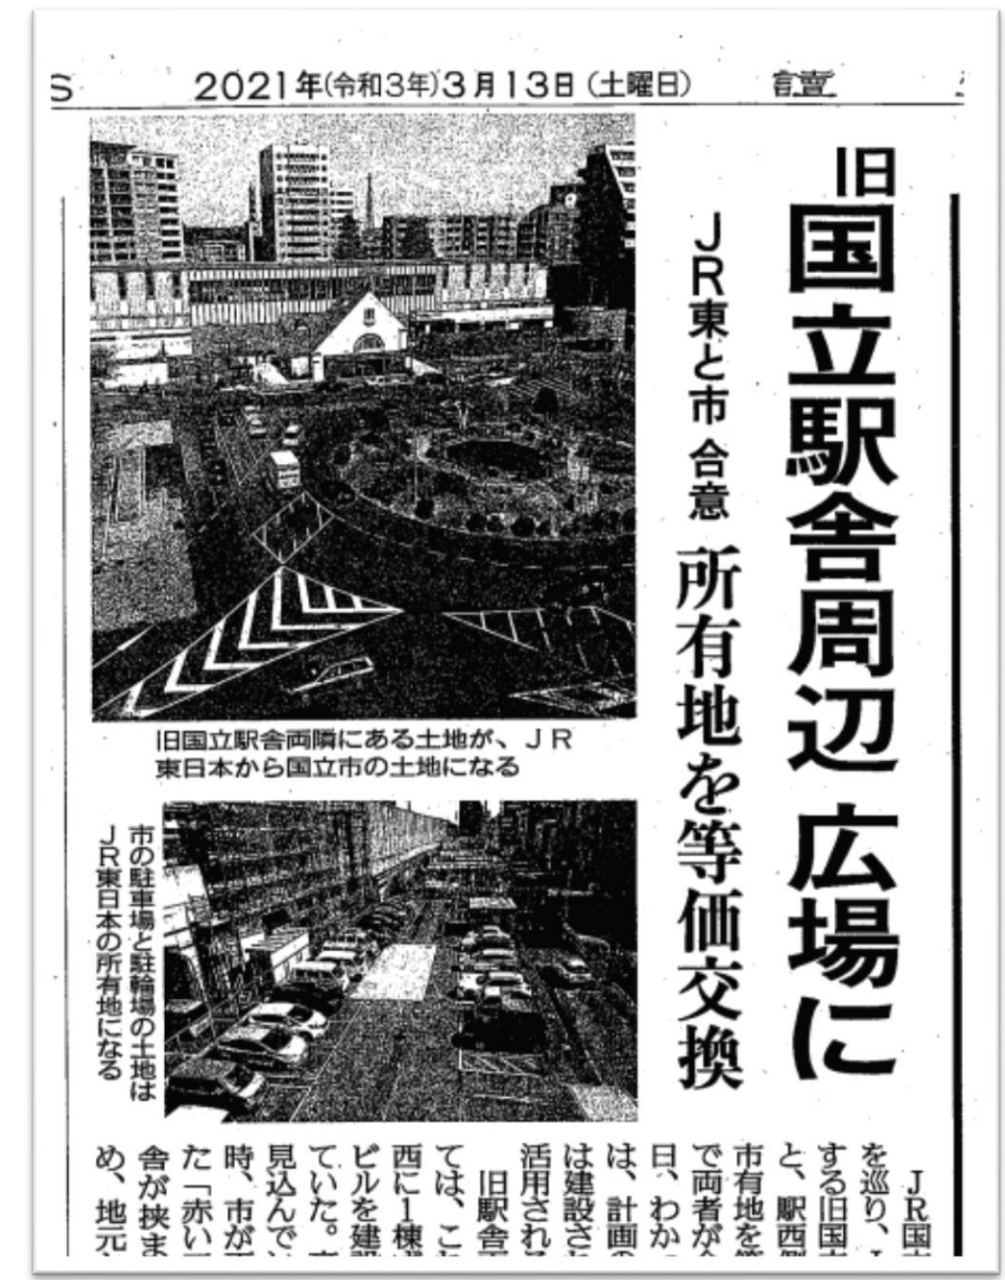 S 2021年(令和3年)3月13日(土曜日) 讀
旧国立駅舎周辺 広場に
JR東と市 合意
所有地を等価交換
旧国立駅舎両隣にある土地が、JR
東日本から国立市の土地になる
市の駐車場と駐輪場の土地は
JR東日本の所有地になる
JR国
を巡り、
する旧国
と、駅西側
市有地を
で両者が
日、わか
は、計画の
は建設され
活用される
旧駅舎
ては、こ
西に1棟
ビルを建設
ていた。
見込んでい
時、市が
た「赤い
舎が挟ま
め、地元